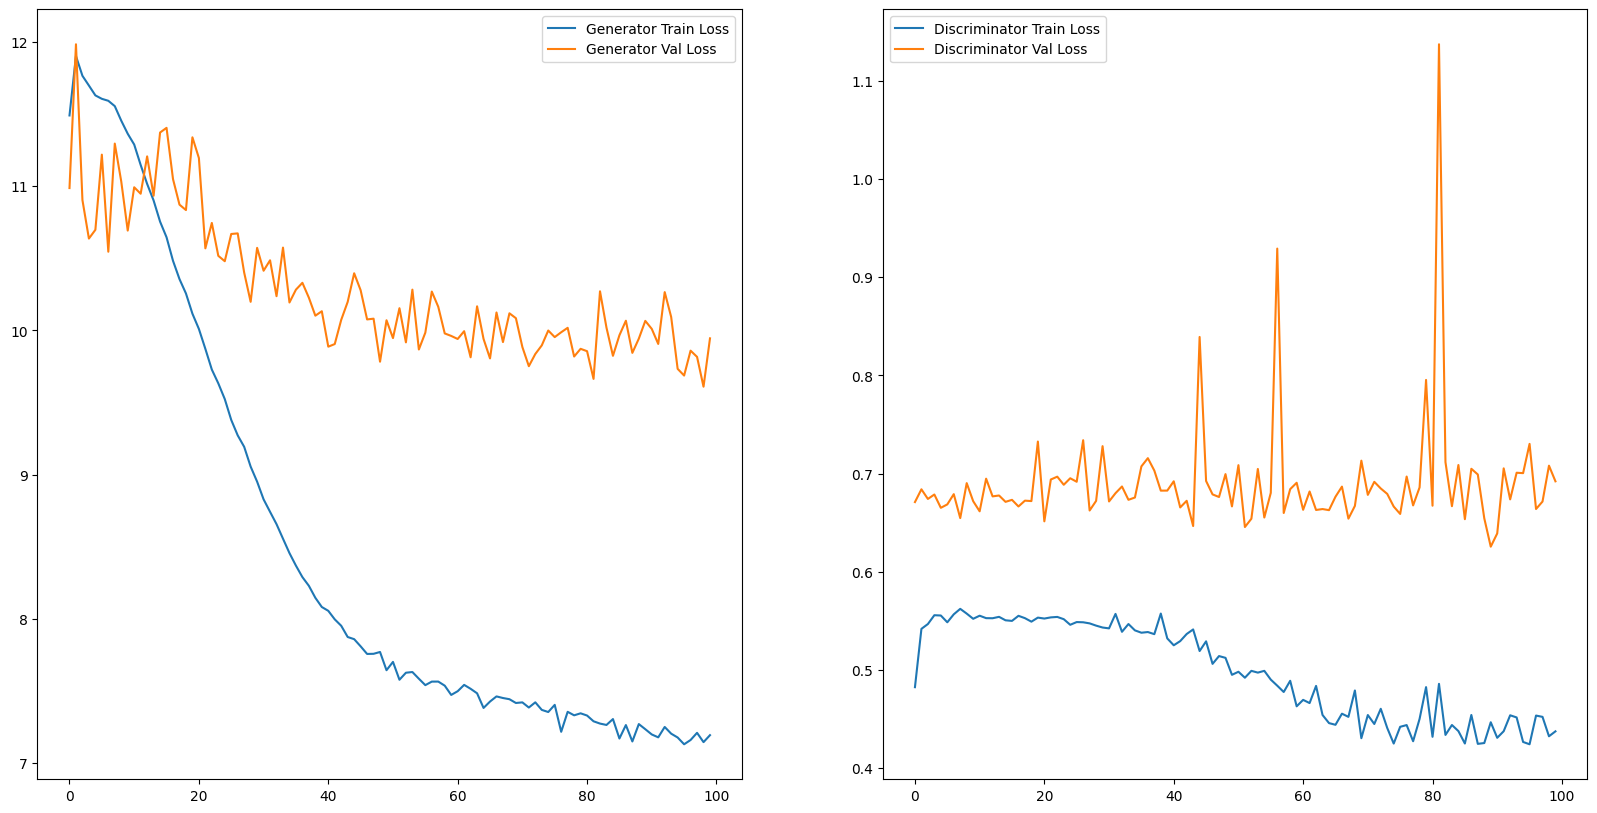 Generator Train Loss
Generator Val Loss
12
11
10
9
8
7
0 20 40 60 80 100
Discriminator Train Loss
Discriminator Val Loss
1.1
1.0
0.9
0.8
0.7
0.6
0.5
0.4
0 20 40 60 80 100